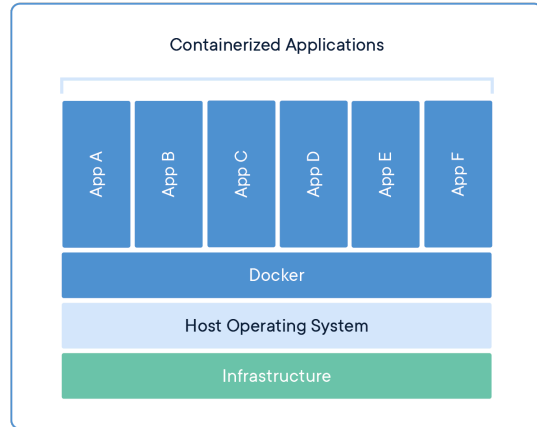 Containerized Applications
App A
App B
App C
App D
App E
App F
Docker
Host Operating System
Infrastructure